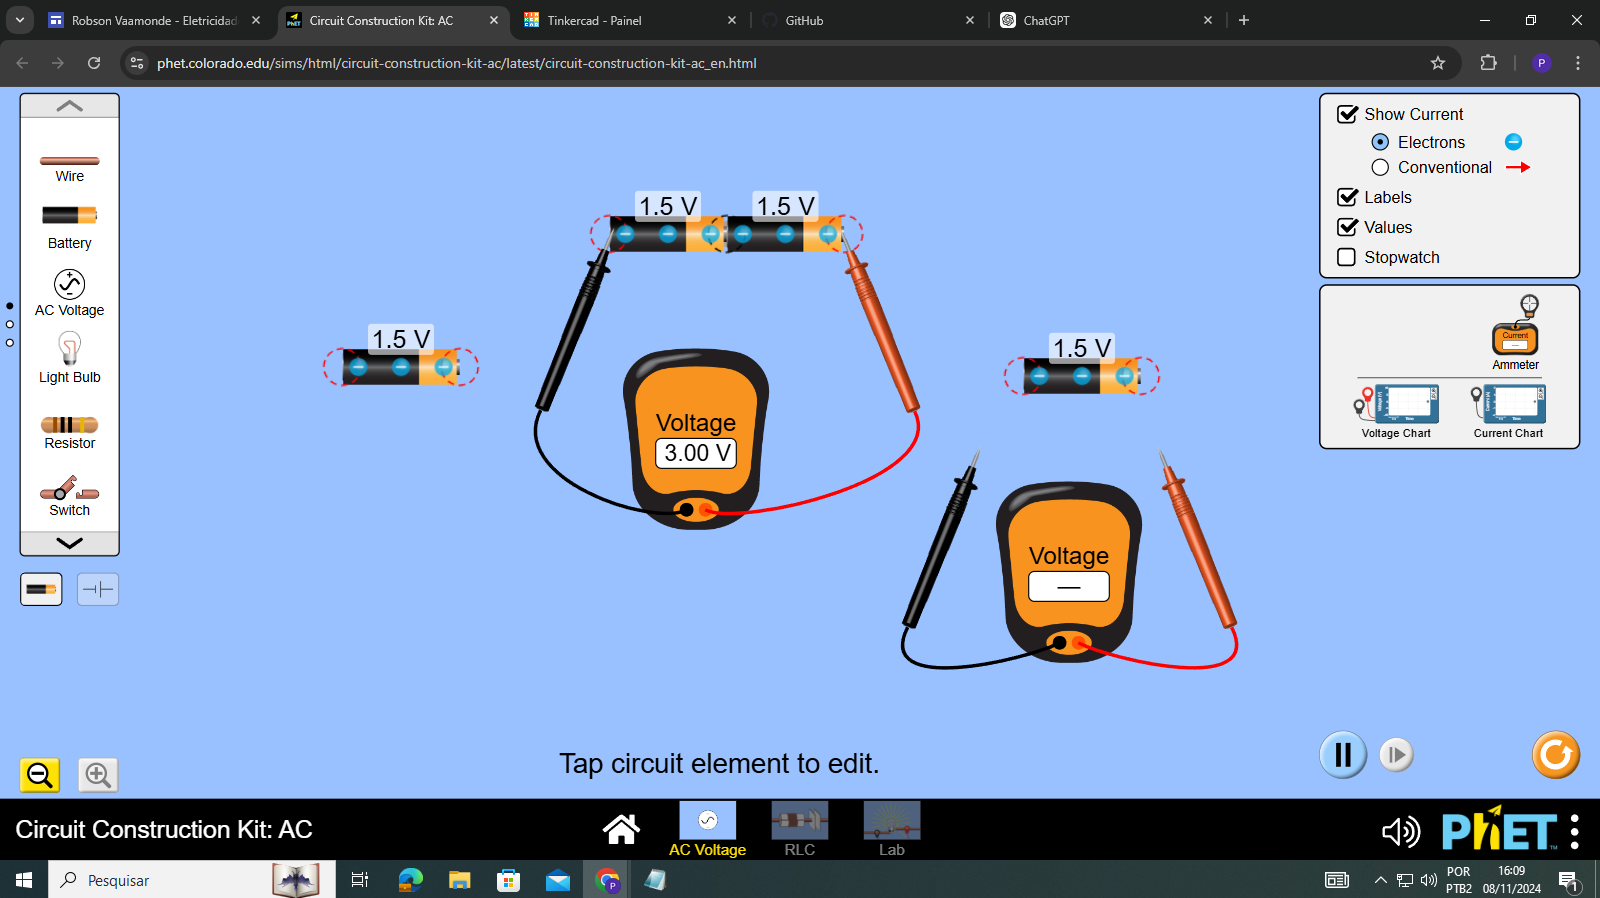 Robson Vaamonde - Eletricidad
Circuit Construction Kit: AC
Tinkercad - Painel
GitHub
ChatGPT
phet.colorado.edu/sims/html/circuit-construction-kit-ac/latest/circuit-construction-kit-ac_en.html
P
Wire
Battery
AC Voltage
Light Bulb
Resistor
Switch
1.5 V
1.5 V
1.5 V
1.5 V
Voltage
3.00 V
Voltage
—
Show Current
Electrons
Conventional
Labels
Values
Stopwatch
Current
Ammeter
Voltage Chart
Current Chart
Tap circuit element to edit.
Circuit Construction Kit: AC
AC Voltage
RLC
Lab
PhET
Pesquisar
POR
PTB2
16:09
08/11/2024
1